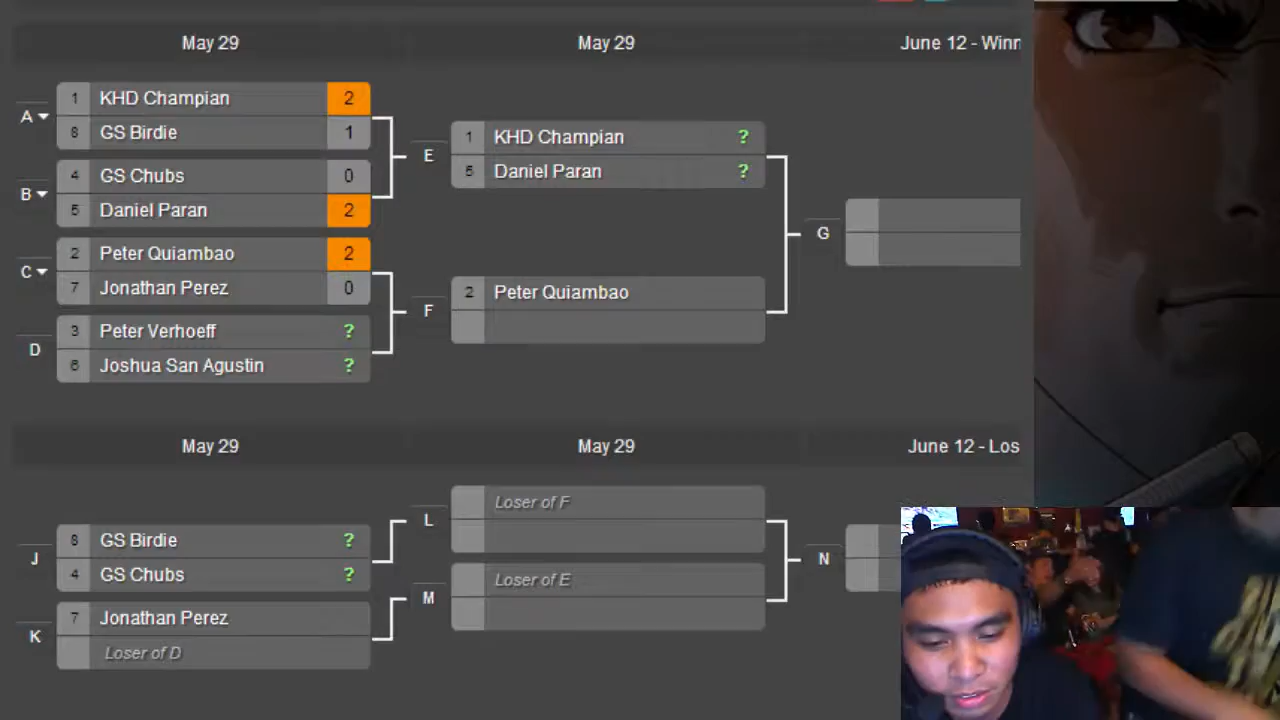 May 29
May 29
June 12 - Winn
A
1 KHD Champian 2
8 GS Birdie 1
B
4 GS Chubs 0
5 Daniel Paran 2
C
2 Peter Quiambao 2
7 Jonathan Perez 0
D
3 Peter Verhoeff ?
6 Joshua San Agustin ?
E
1 KHD Champian ?
5 Daniel Paran ?
F
2 Peter Quiambao
G
May 29
May 29
June 12 - Los
J
8 GS Birdie ?
4 GS Chubs ?
K
7 Jonathan Perez
Loser of D
L
Loser of F
M
Loser of E
N